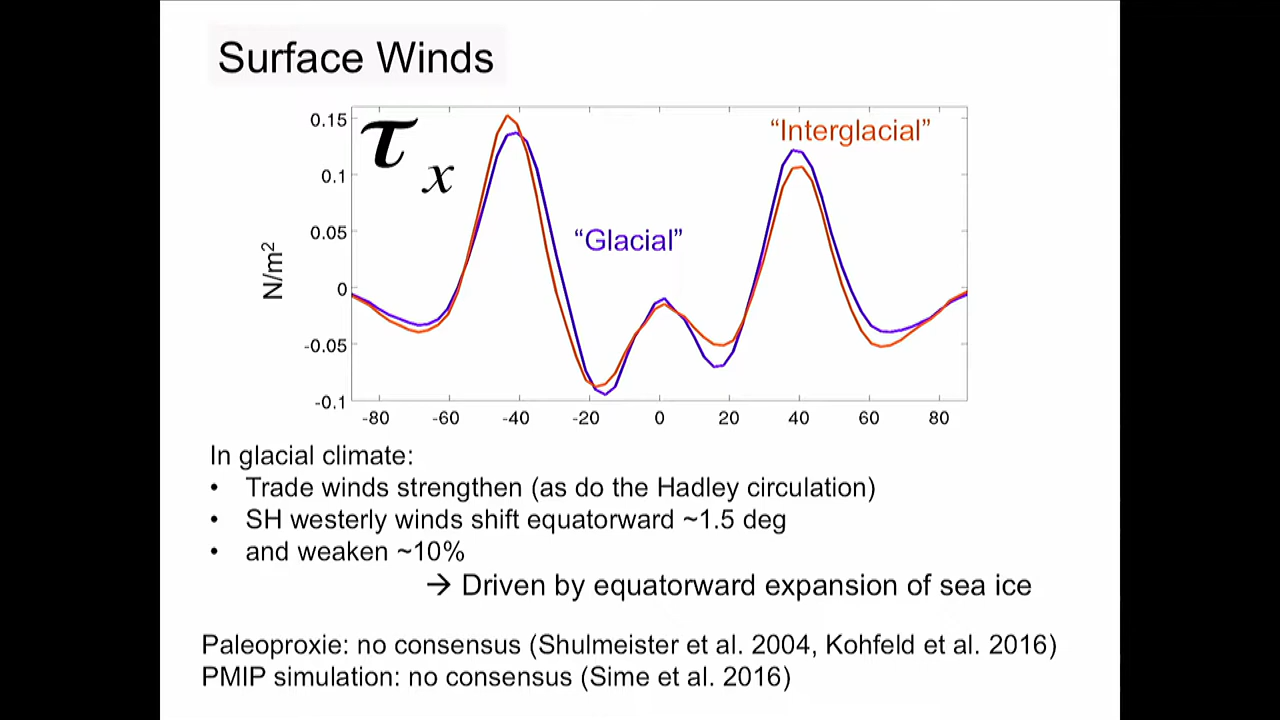 Surface Winds
τ x
"Interglacial"
"Glacial"
N/m²
0.15
0.1
0.05
0
-0.05
-0.1
-80 -60 -40 -20 0 20 40 60 80
In glacial climate:
• Trade winds strengthen (as do the Hadley circulation)
• SH westerly winds shift equatorward ~1.5 deg
• and weaken ~10%
→ Driven by equatorward expansion of sea ice
Paleoproxie: no consensus (Shulmeister et al. 2004, Kohfeld et al. 2016)
PMIP simulation: no consensus (Sime et al. 2016)